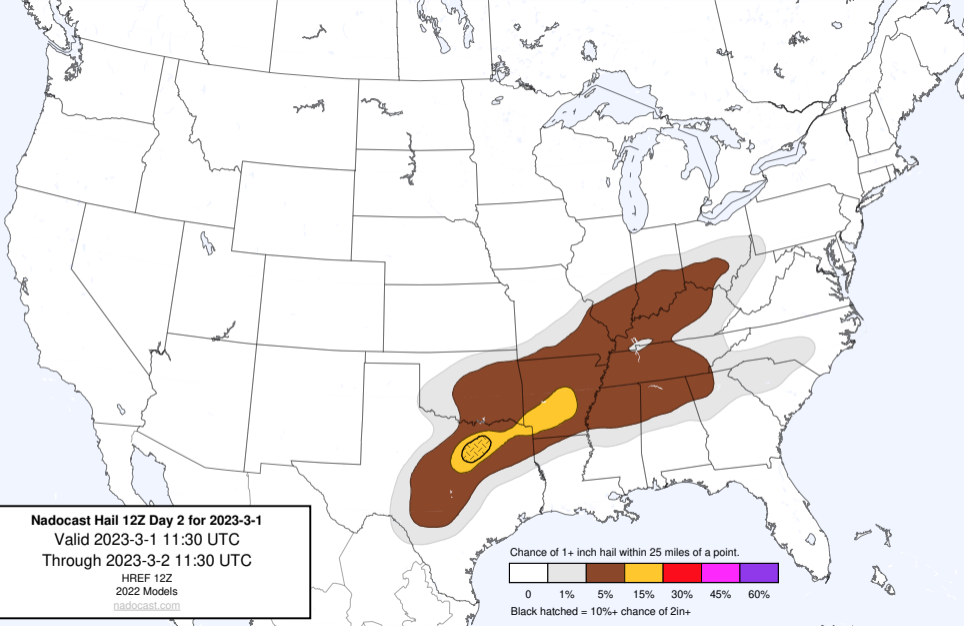 Nadocast Hail 12Z Day 2 for 2023-3-1
Valid 2023-3-1 11:30 UTC
Through 2023-3-2 11:30 UTC
HREF 12Z
2022 Models
nadocast.com
Chance of 1+ inch hail within 25 miles of a point.
0 1% 5% 15% 30% 45% 60%
Black hatched = 10%+ chance of 2in+